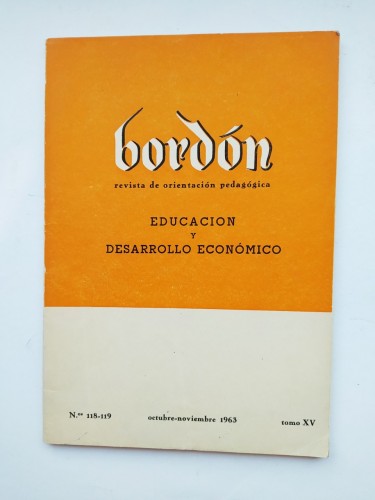 bordón
revista de orientación pedagógica
EDUCACION
Y
DESARROLLO ECONÓMICO
N.os 118-119 octubre-noviembre 1963 tomo XV